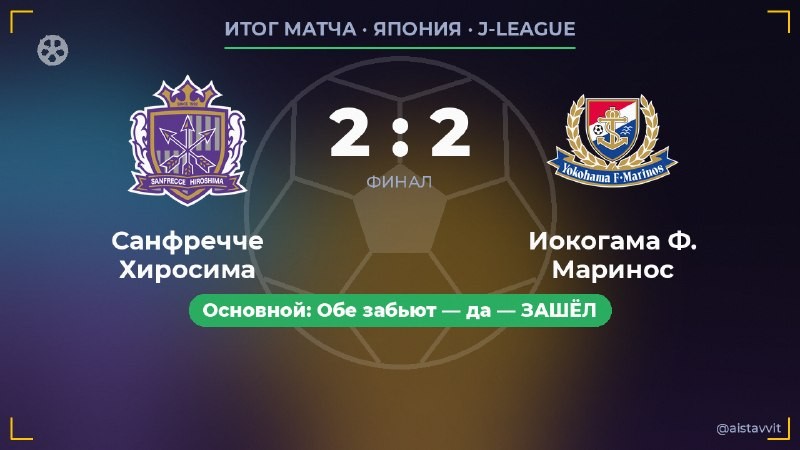 ИТОГ МАТЧА · ЯПОНИЯ · J-LEAGUE
2 : 2
ФИНАЛ
SANFRECCE HIROSHIMA
Yokohama F·Marinos
Санфречче
Хиросима
Иокогама Ф.
Маринос
Основной: Обе забьют — да — ЗАШЁЛ
@aistavvit